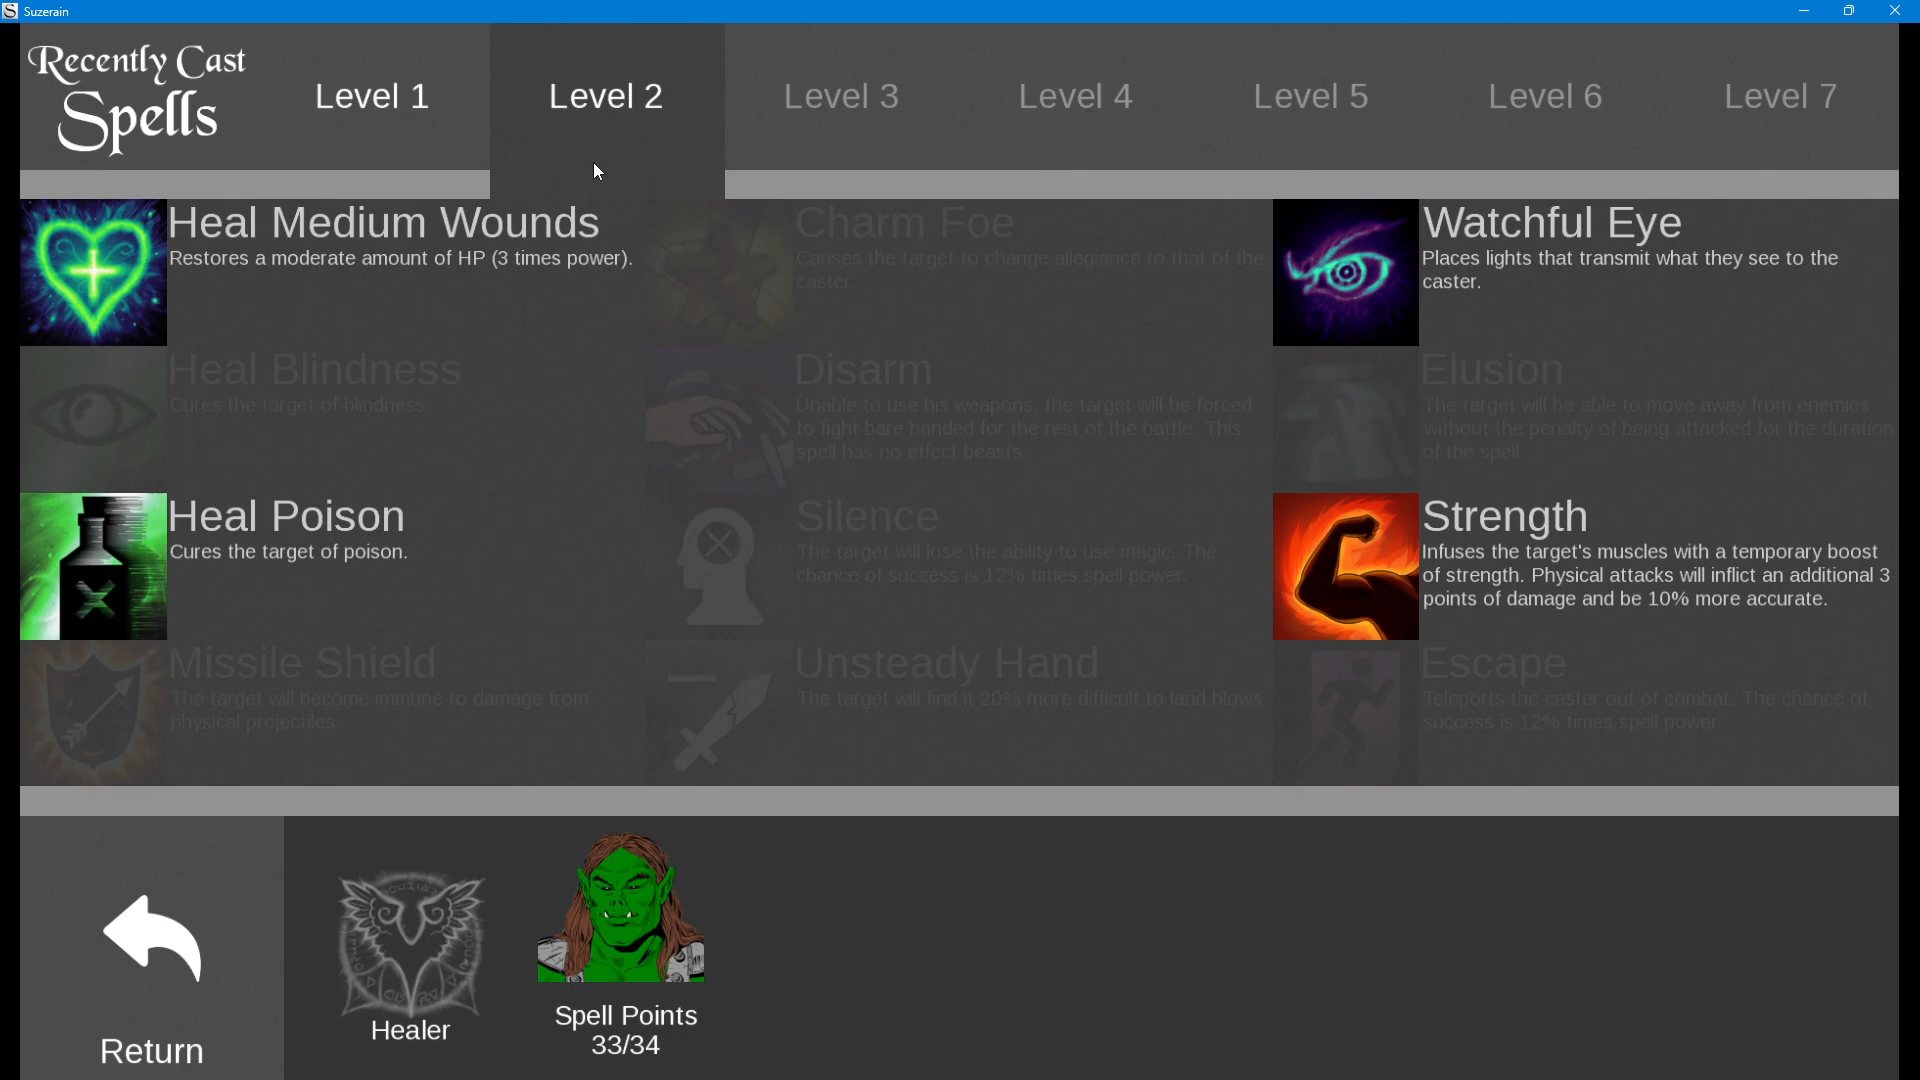 Suzerain
Recently Cast
Spells
Level 1
Level 2
Level 3
Level 4
Level 5
Level 6
Level 7
Heal Medium Wounds
Restores a moderate amount of HP (3 times power).
Charm Foe
Causes the target to change allegiance to that of the
caster.
Watchful Eye
Places lights that transmit what they see to the
caster.
Heal Blindness
Cures the target of blindness.
Disarm
Unable to use his weapons, the target will be forced
to fight bare handed for the rest of the battle. This
spell has no effect beasts.
Elusion
The target will be able to move away from enemies
without the penalty of being attacked for the duration
of the spell.
Heal Poison
Cures the target of poison.
Silence
The target will lose the ability to use magic. The
chance of success is 12% times spell power.
Strength
Infuses the target's muscles with a temporary boost
of strength. Physical attacks will inflict an additional 3
points of damage and be 10% more accurate.
Missile Shield
The target will become immune to damage from
physical projectiles.
Unsteady Hand
The target will find it 20% more difficult to land blows
Escape
Teleports the caster out of combat. The chance of
success is 12% times spell power.
Return
Healer
Spell Points
33/34